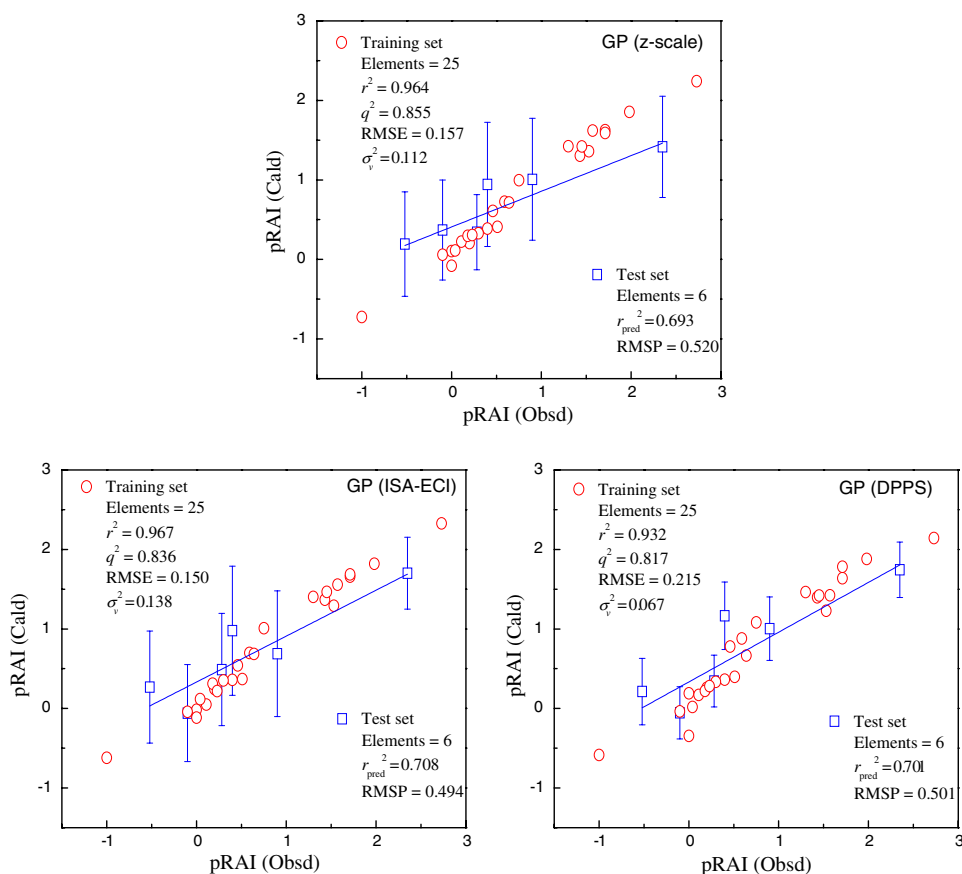 GP (z-scale)
Training set
Elements = 25
r² = 0.964
q² = 0.855
RMSE = 0.157
σᵥ² = 0.112
Test set
Elements = 6
r_pred² = 0.693
RMSP = 0.520
3
2
1
0
-1
pRAI (Cald)
-1 0 1 2 3
pRAI (Obsd)
GP (ISA-ECI)
Training set
Elements = 25
r² = 0.967
q² = 0.836
RMSE = 0.150
σᵥ² = 0.138
Test set
Elements = 6
r_pred² = 0.708
RMSP = 0.494
3
2
1
0
-1
pRAI (Cald)
-1 0 1 2 3
pRAI (Obsd)
GP (DPPS)
Training set
Elements = 25
r² = 0.932
q² = 0.817
RMSE = 0.215
σᵥ² = 0.067
Test set
Elements = 6
r_pred² = 0.701
RMSP = 0.501
3
2
1
0
-1
pRAI (Cald)
-1 0 1 2 3
pRAI (Obsd)